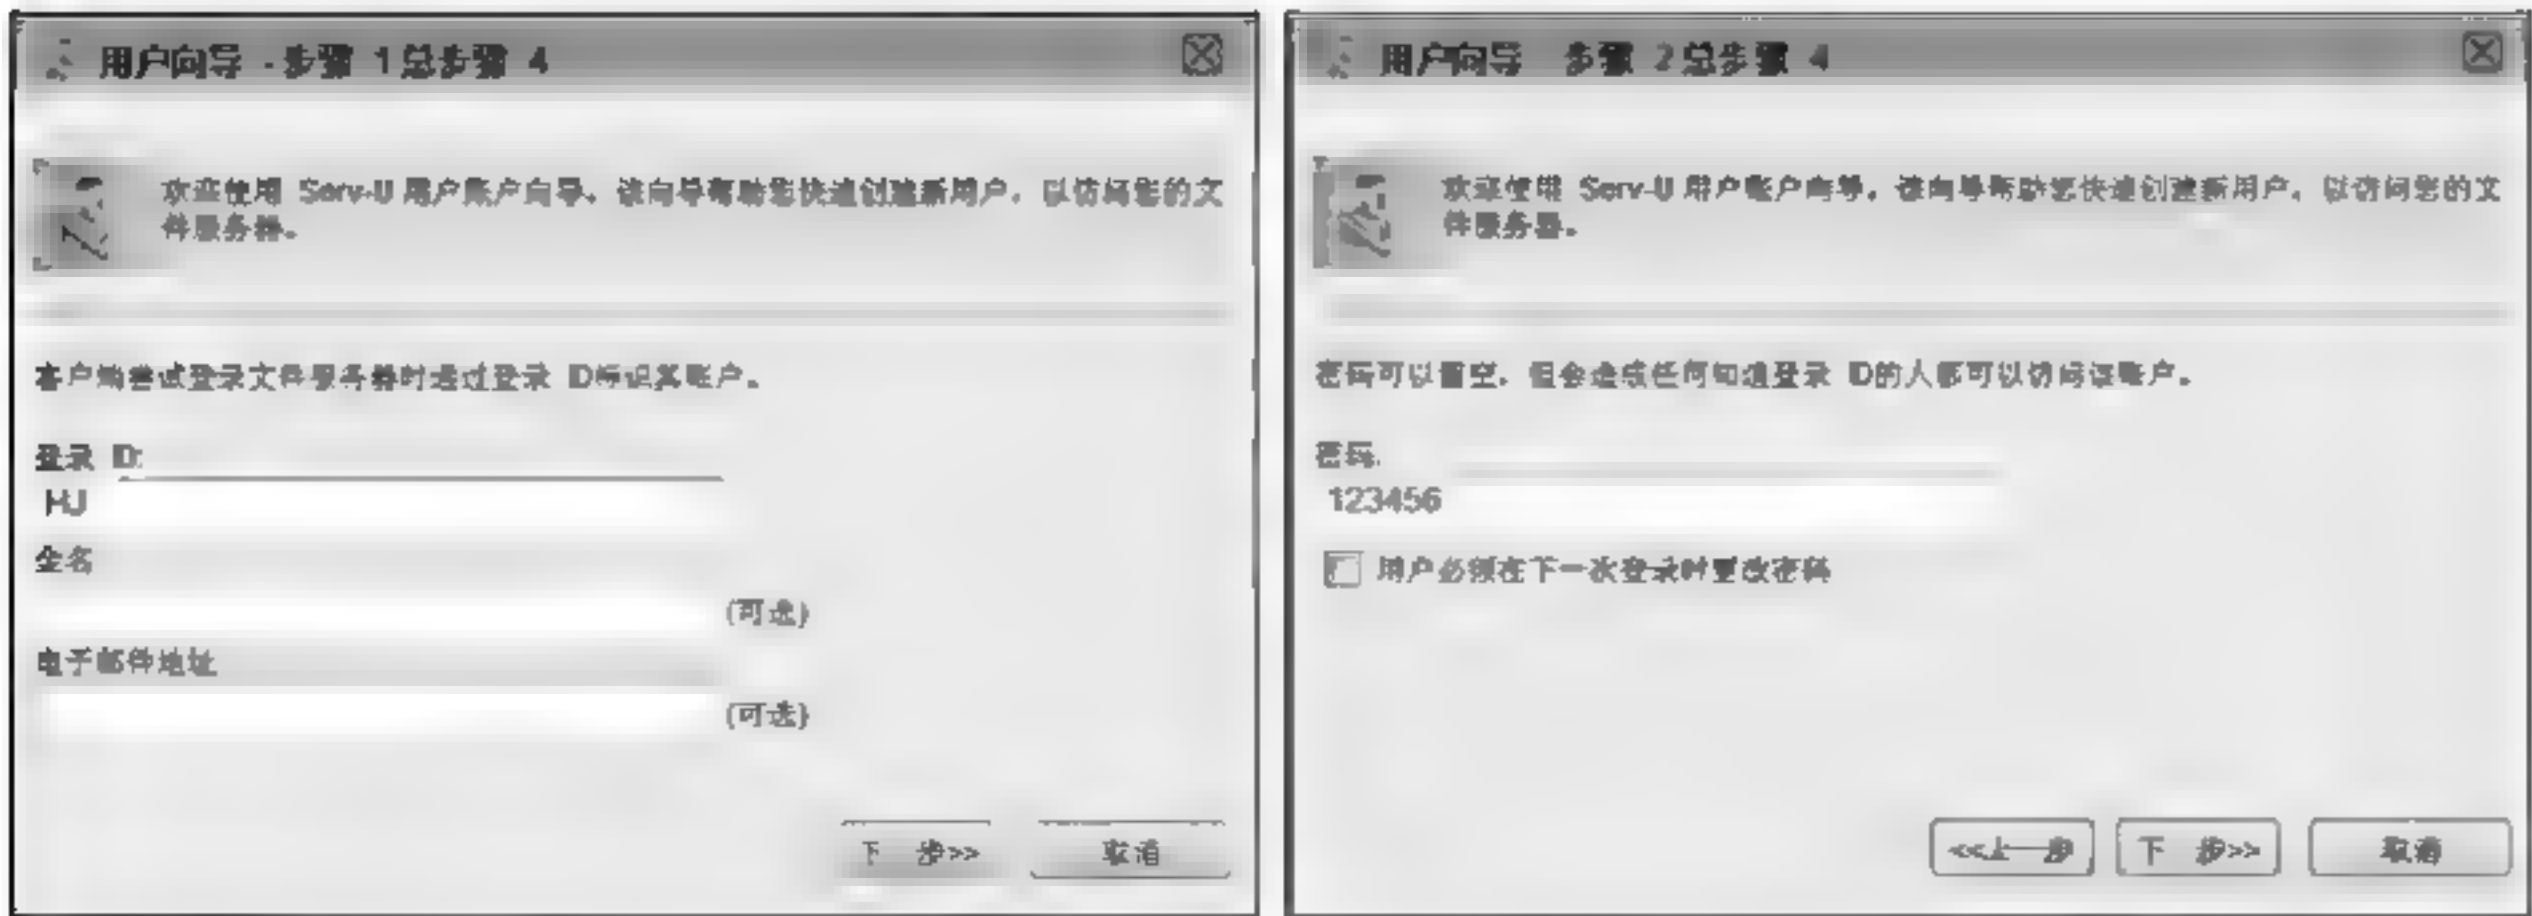 用户向导 - 步骤 1总步骤 4
欢迎使用 Serv-U 用户账户向导。该向导帮助您快速创建新用户，以访问您的文
件服务器。
客户端尝试登录文件服务器时通过登录 ID标识其账户。
登录 ID:
HJ
全名
(可选)
电子邮件地址
(可选)
下一步>>
取消
用户向导 步骤 2总步骤 4
欢迎使用 Serv-U 用户账户向导。该向导帮助您快速创建新用户，以访问您的文
件服务器。
密码可以留空，但会造成任何知道登录 ID的人都可以访问该账户。
密码:
123456
用户必须在下一次登录时更改密码
<<上一步
下一步>>
取消